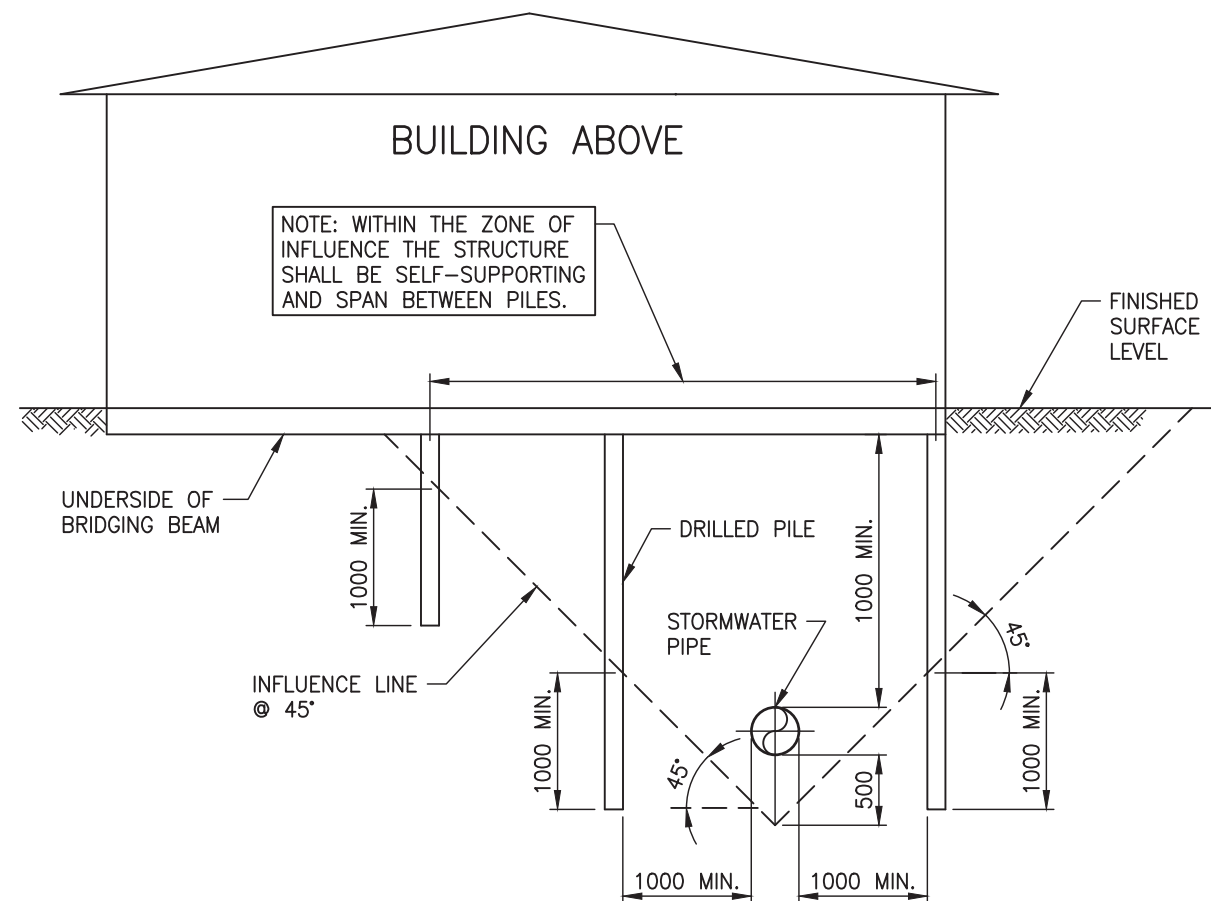 BUILDING ABOVE
NOTE: WITHIN THE ZONE OF
INFLUENCE THE STRUCTURE
SHALL BE SELF-SUPPORTING
AND SPAN BETWEEN PILES.
FINISHED
SURFACE
LEVEL
UNDERSIDE OF
BRIDGING BEAM
1000 MIN.
DRILLED PILE
1000 MIN.
STORMWATER
PIPE
45°
INFLUENCE LINE
@ 45°
1000 MIN.
45°
500
1000 MIN.
1000 MIN.
1000 MIN.